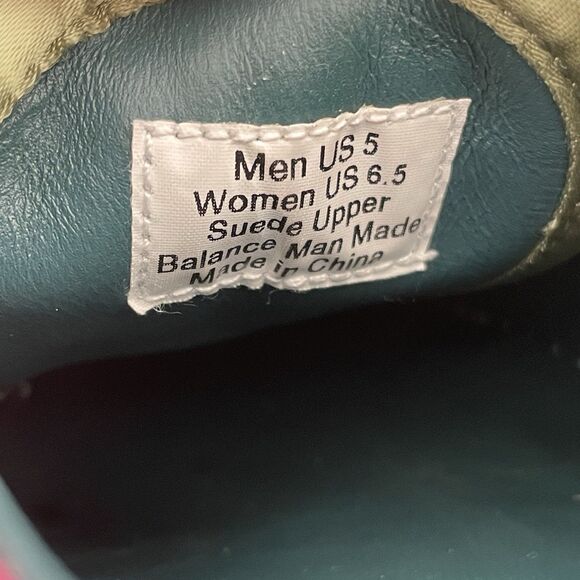 Men US 5
Women US 6.5
Suede Upper
Balance Man Made
Made in China